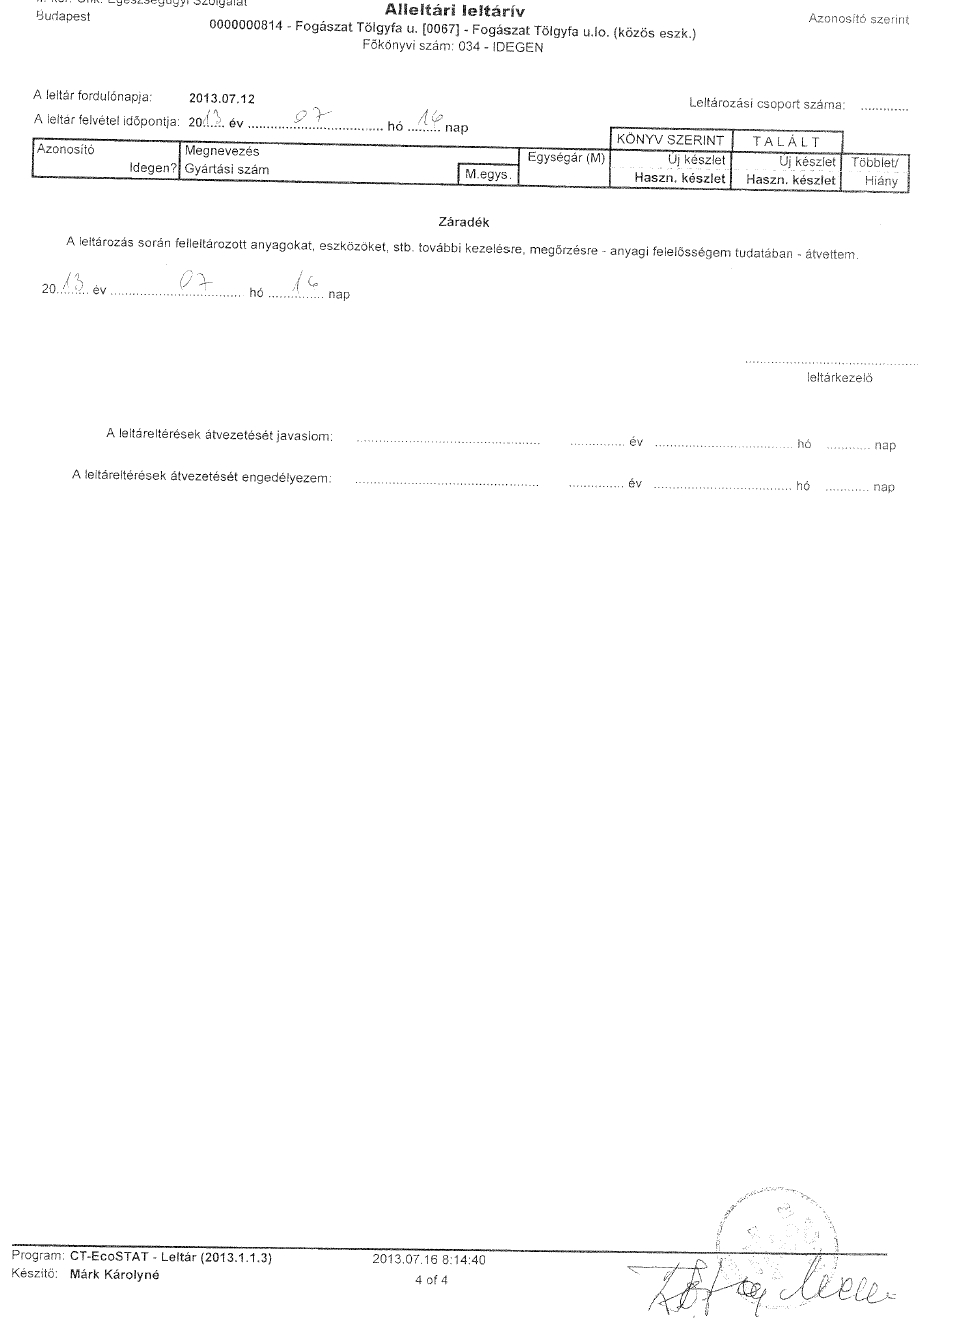 Egészségügyi Szolgálat
Budapest
Alleltári leltárív
Azonosító szerint
0000000814 - Fogászat Tölgyfa u. [0067] - Fogászat Tölgyfa u.lo. (közös eszk.)
Főkönyvi szám: 034 - IDEGEN
A leltár fordulónapja: 2013.07.12
Leltározási csoport száma: ............
A leltár felvétel időpontja: 2013 év 07 hó 16 nap
KÖNYV SZERINT TALÁLT
Azonosító Megnevezés Egységár (M) Új készlet Új készlet Többlet/
Idegen? Gyártási szám M.egys. Haszn. készlet Haszn. készlet Hiány
Záradék
A leltározás során felleltározott anyagokat, eszközöket, stb. további kezelésre, megőrzésre - anyagi felelősségem tudatában - átvettem.
2013 év 07 hó 16 nap
leltárkezelő
A leltáreltérések átvezetését javaslom: ............ év ............ hó ............ nap
A leltáreltérések átvezetését engedélyezem: ............ év ............ hó ............ nap
Program: CT-EcoSTAT - Leltár (2013.1.1.3) 2013.07.16 8:14:40
Készítő: Márk Károlyné 4 of 4